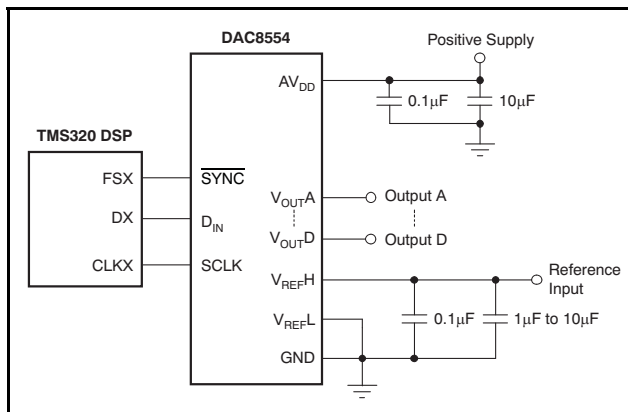 DAC8554
Positive Supply
AVDD
0.1μF
10μF
TMS320 DSP
FSX
SYNC
DX
DIN
CLKX
SCLK
VOUTA
Output A
VOUTD
Output D
VREFH
Reference
Input
VREFL
0.1μF
1μF to 10μF
GND